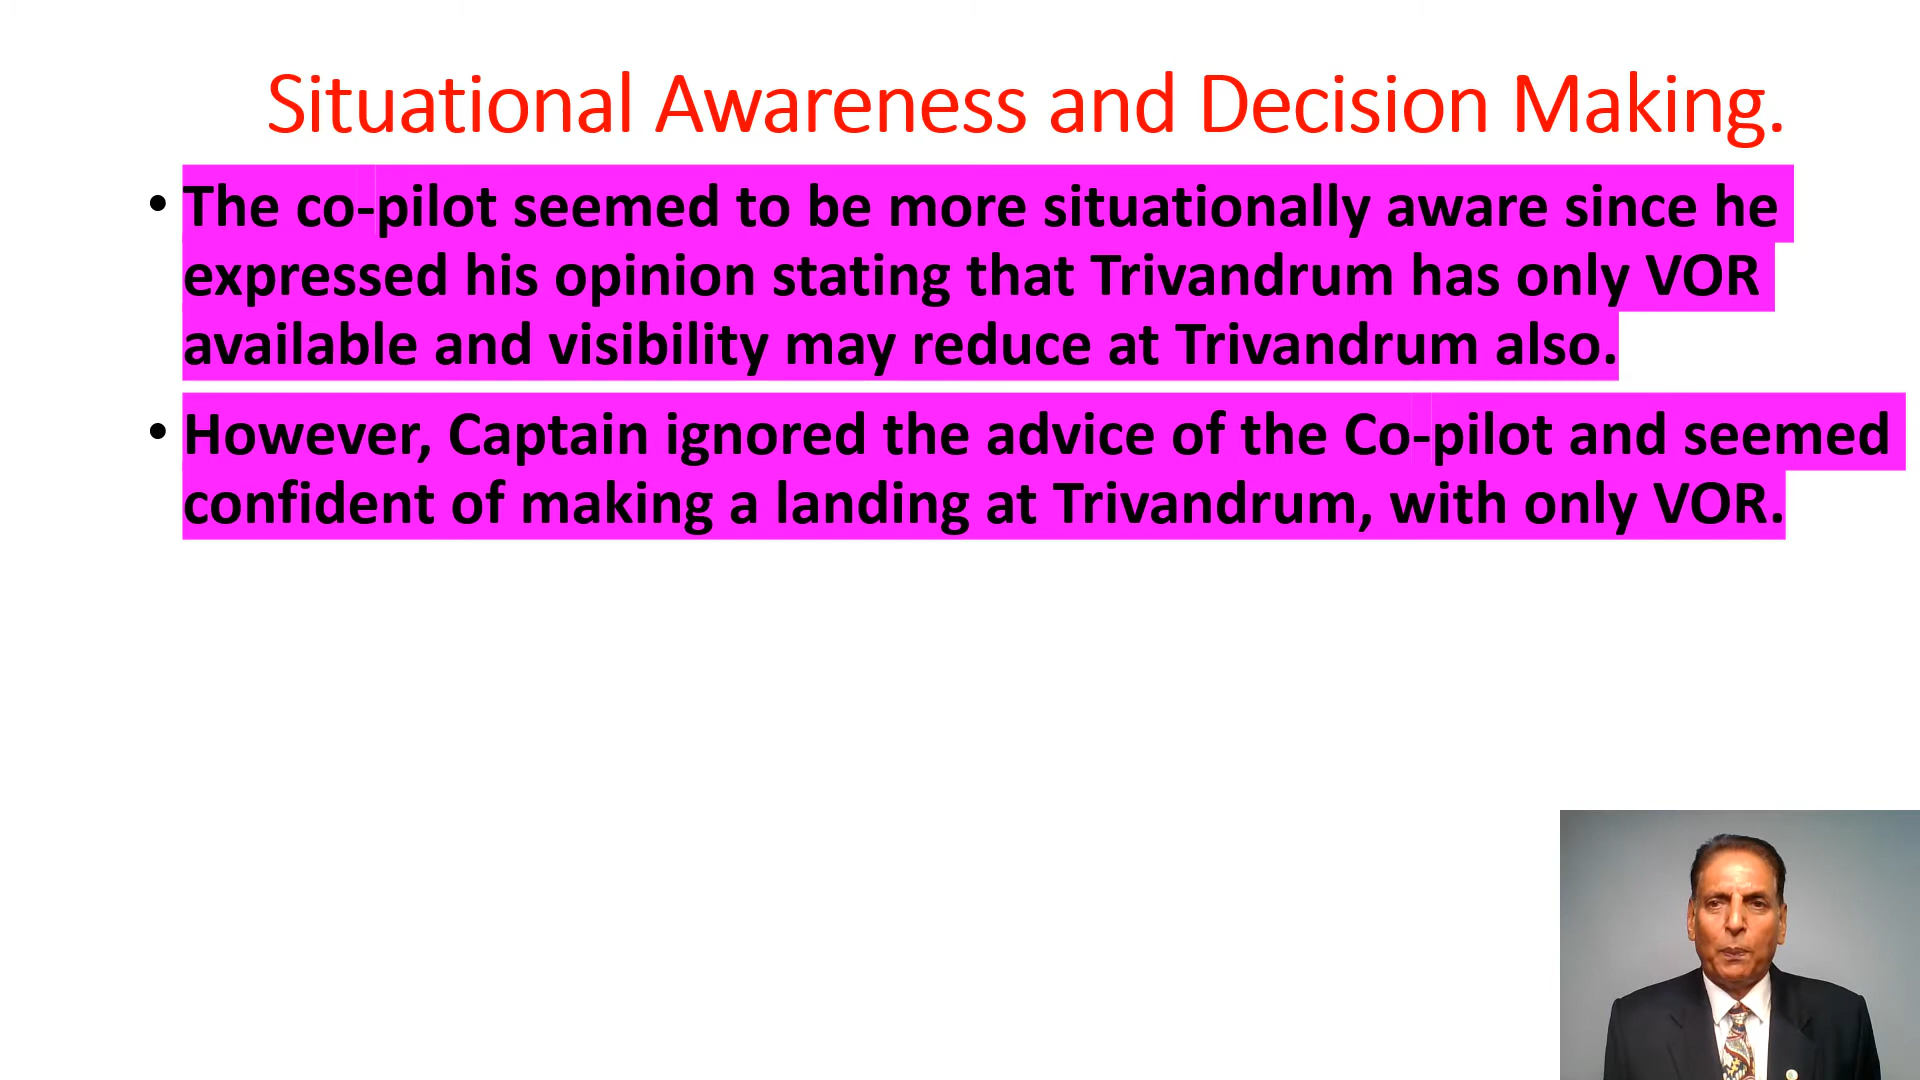 Situational Awareness and Decision Making.
• The co-pilot seemed to be more situationally aware since he
expressed his opinion stating that Trivandrum has only VOR
available and visibility may reduce at Trivandrum also.
• However, Captain ignored the advice of the Co-pilot and seemed
confident of making a landing at Trivandrum, with only VOR.